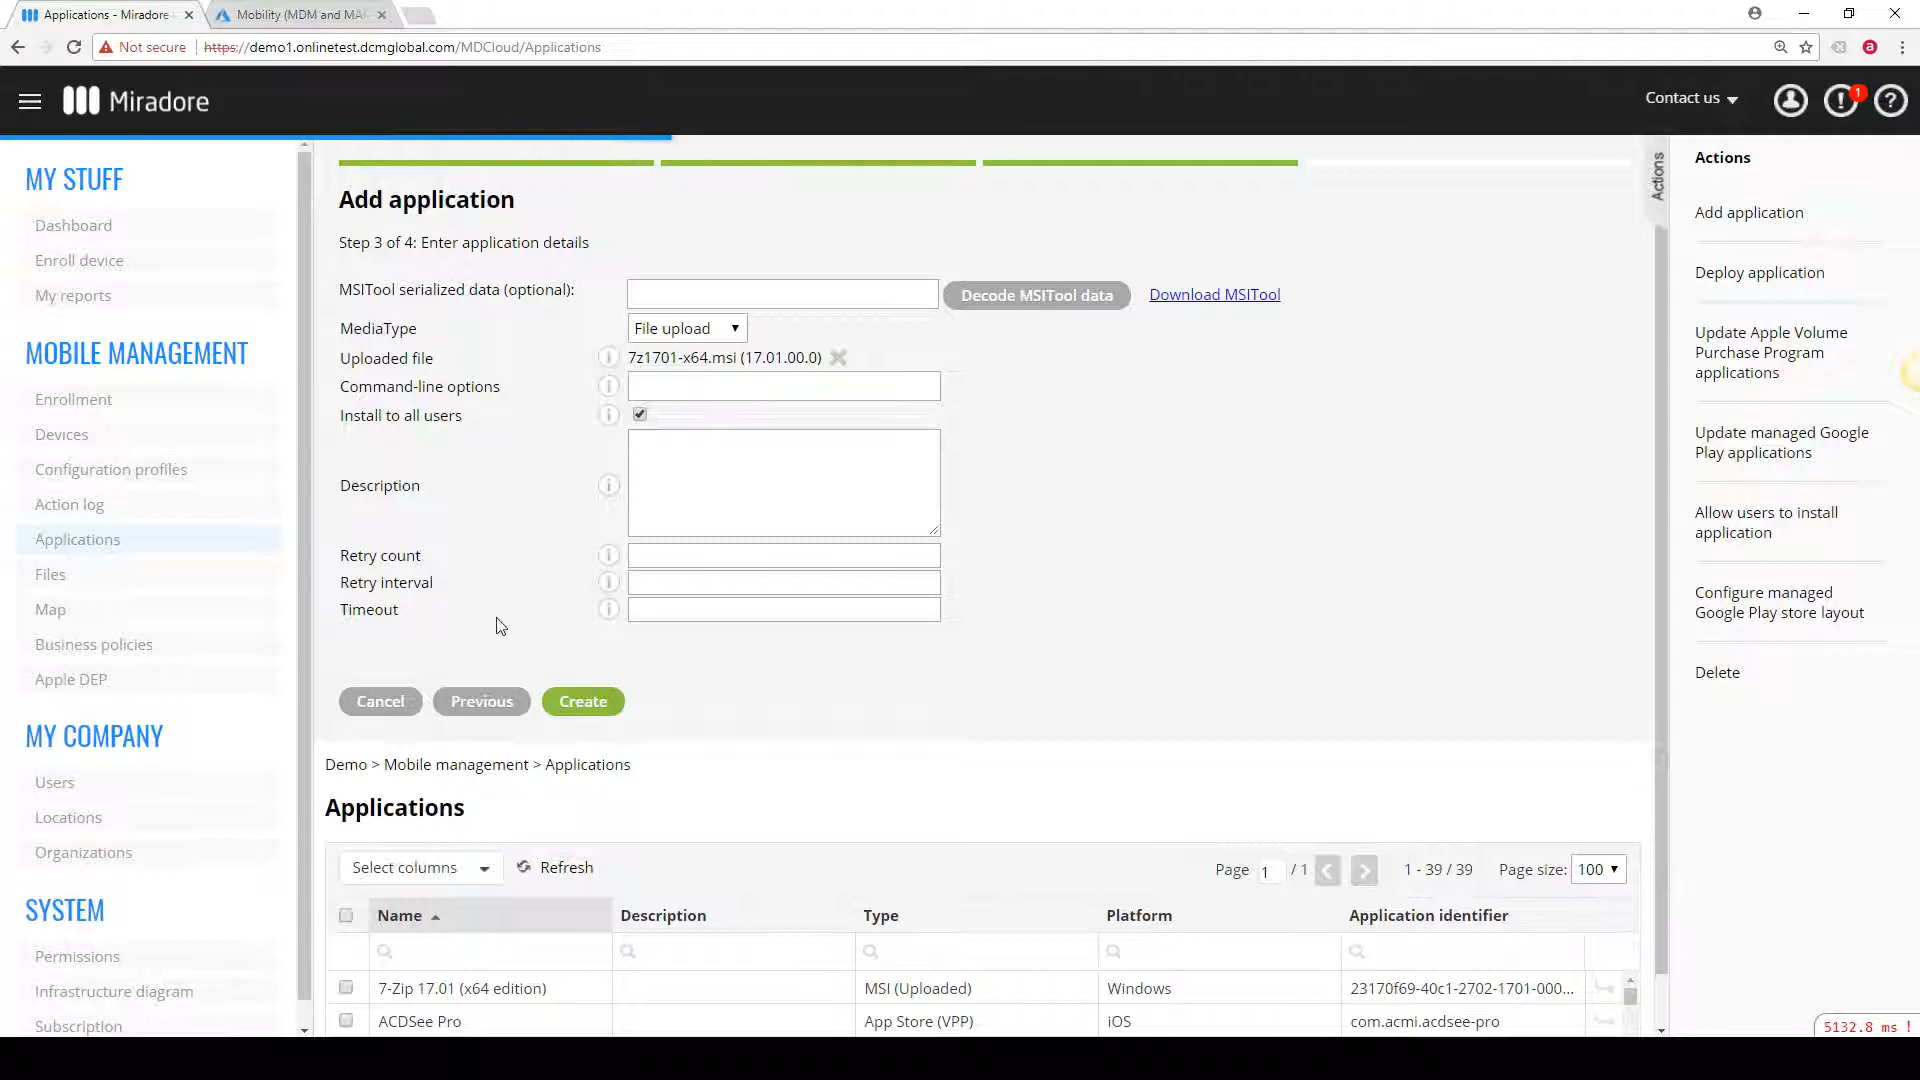 Applications - Miradore
Mobility (MDM and MAM
Not secure
https://demo1.onlinetest.dcmglobal.com/MDCloud/Applications
Miradore
Contact us
1
MY STUFF
Dashboard
Enroll device
My reports
MOBILE MANAGEMENT
Enrollment
Devices
Configuration profiles
Action log
Applications
Files
Map
Business policies
Apple DEP
MY COMPANY
Users
Locations
Organizations
SYSTEM
Permissions
Infrastructure diagram
Subscription
Add application
Step 3 of 4: Enter application details
MSITool serialized data (optional):
Decode MSITool data
Download MSITool
MediaType
File upload
Uploaded file
7z1701-x64.msi (17.01.00.0)
Command-line options
Install to all users
Description
Retry count
Retry interval
Timeout
Cancel
Previous
Create
Demo > Mobile management > Applications
Applications
Select columns
Refresh
Page 1 / 1
1 - 39 / 39
Page size: 100
Name
Description
Type
Platform
Application identifier
7-Zip 17.01 (x64 edition)
MSI (Uploaded)
Windows
23170f69-40c1-2702-1701-000...
ACDSee Pro
App Store (VPP)
iOS
com.acmi.acdsee-pro
Actions
Actions
Add application
Deploy application
Update Apple Volume
Purchase Program
applications
Update managed Google
Play applications
Allow users to install
application
Configure managed
Google Play store layout
Delete
5132.8 ms !